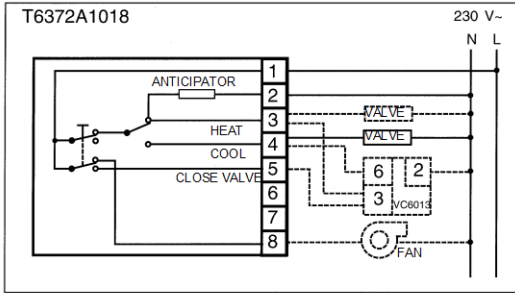 T6372A1018
230 V~
N L
1
ANTICIPATOR
2
3
VALVE
HEAT
4
VALVE
COOL
5
6 2
CLOSE VALVE
6
3
VC6013
7
8
FAN